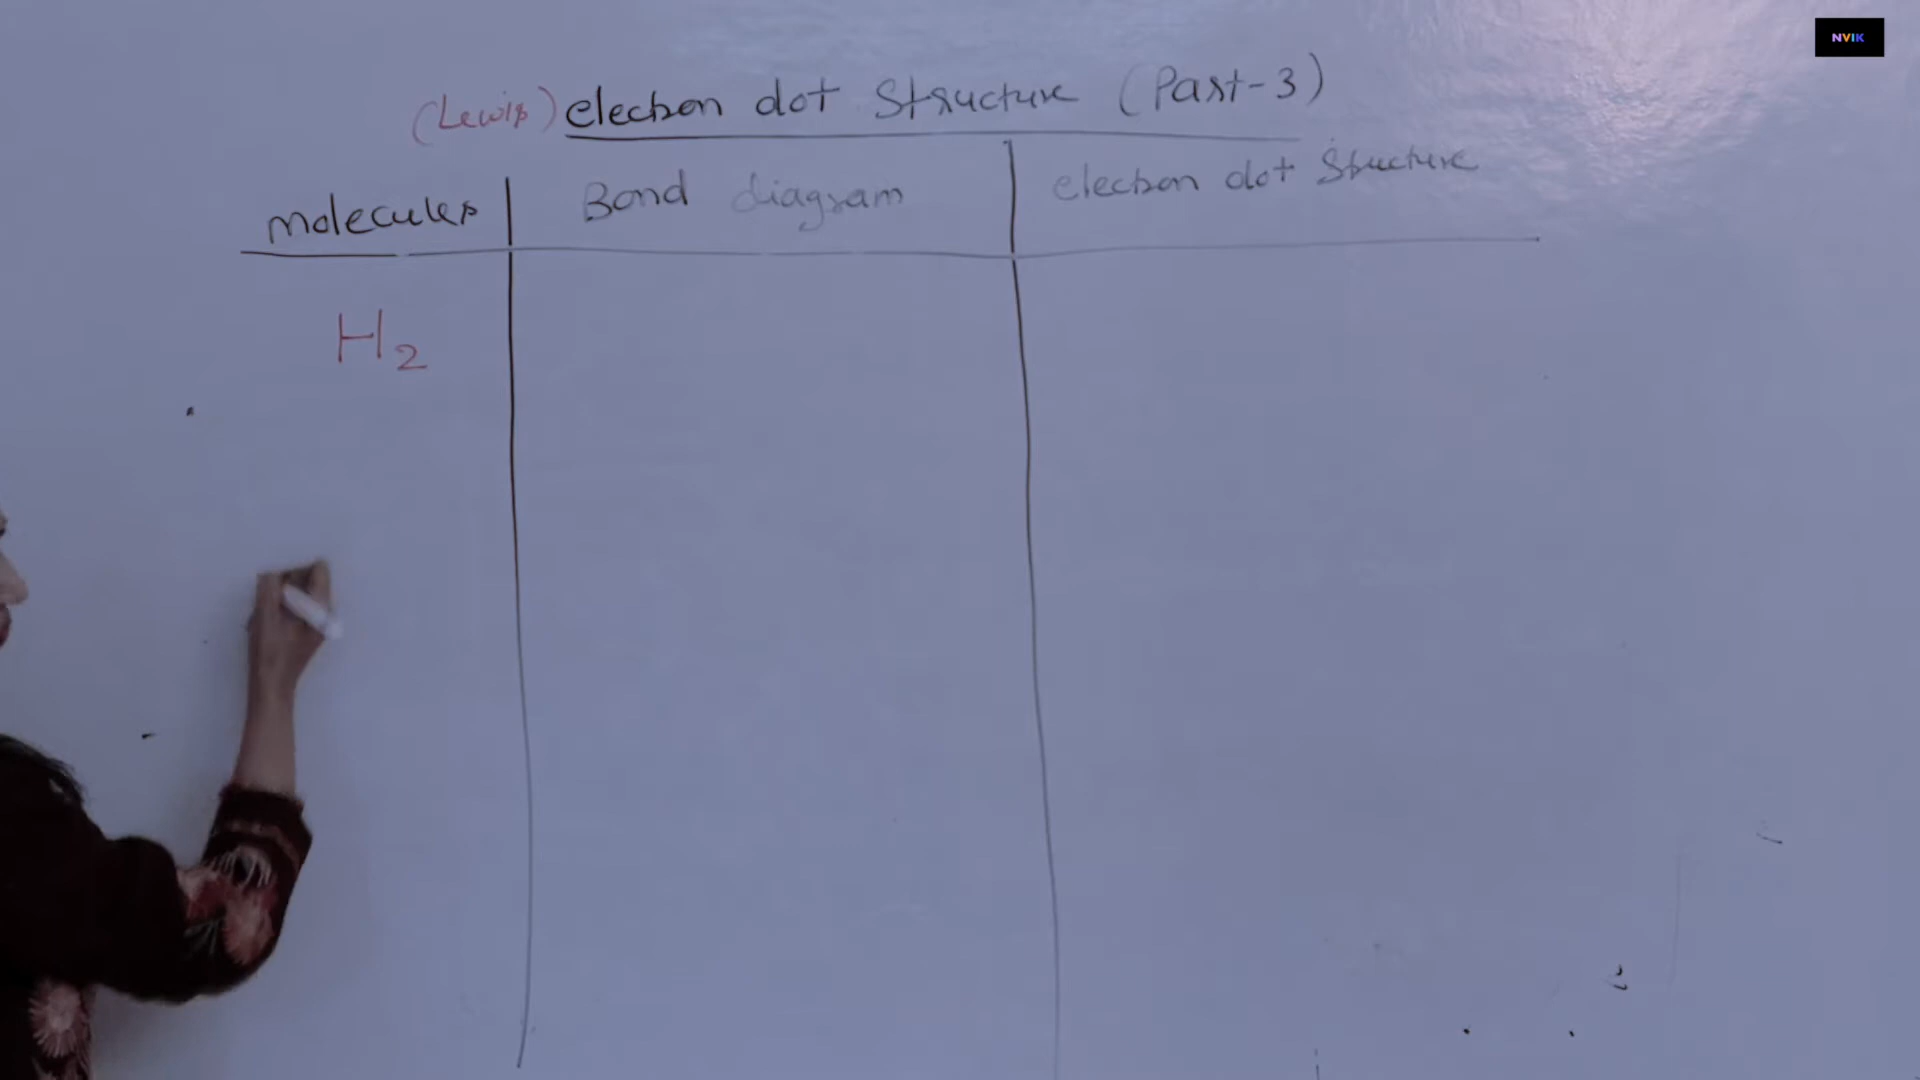 NVIK
(Lewis) electron dot Structure (Part-3)
molecules Bond diagram electron dot Structure
H₂